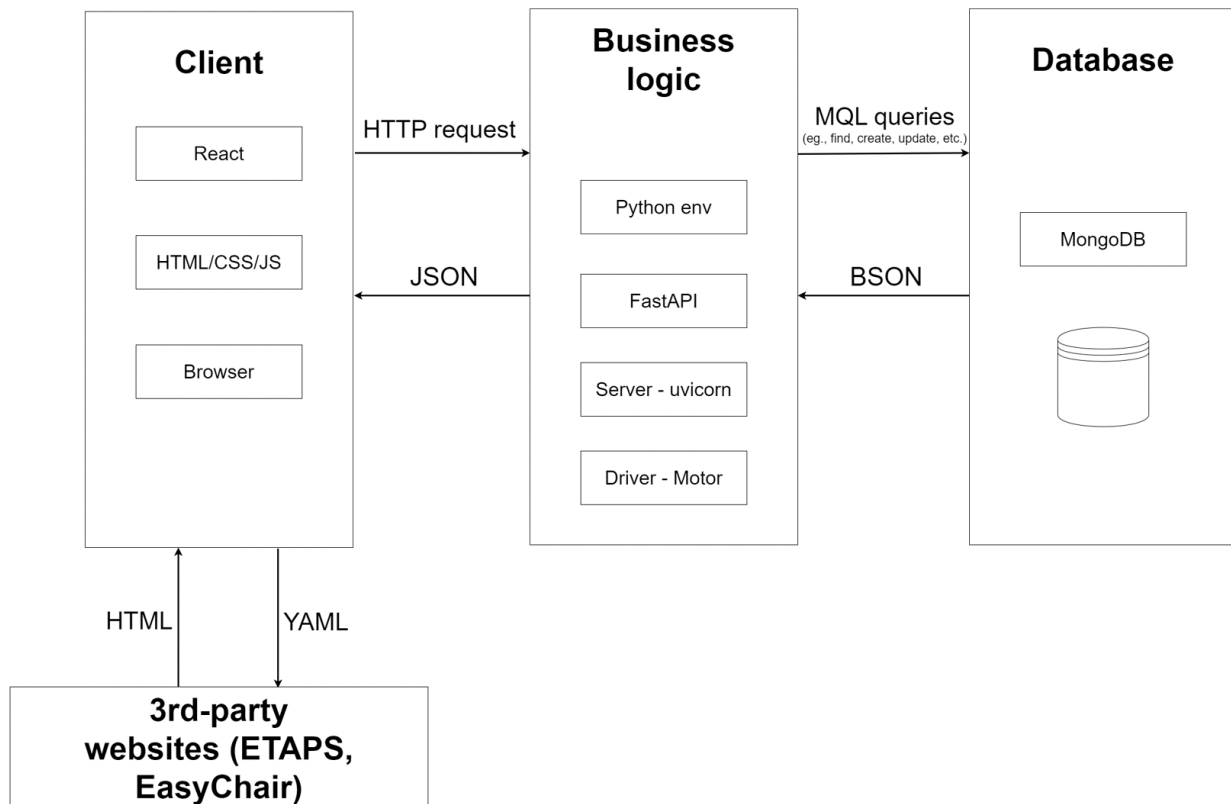 Client
React
HTML/CSS/JS
Browser
HTTP request
JSON
Business
logic
Python env
FastAPI
Server - uvicorn
Driver - Motor
MQL queries
(eg., find, create, update, etc.)
BSON
Database
MongoDB
HTML
YAML
3rd-party
websites (ETAPS,
EasyChair)